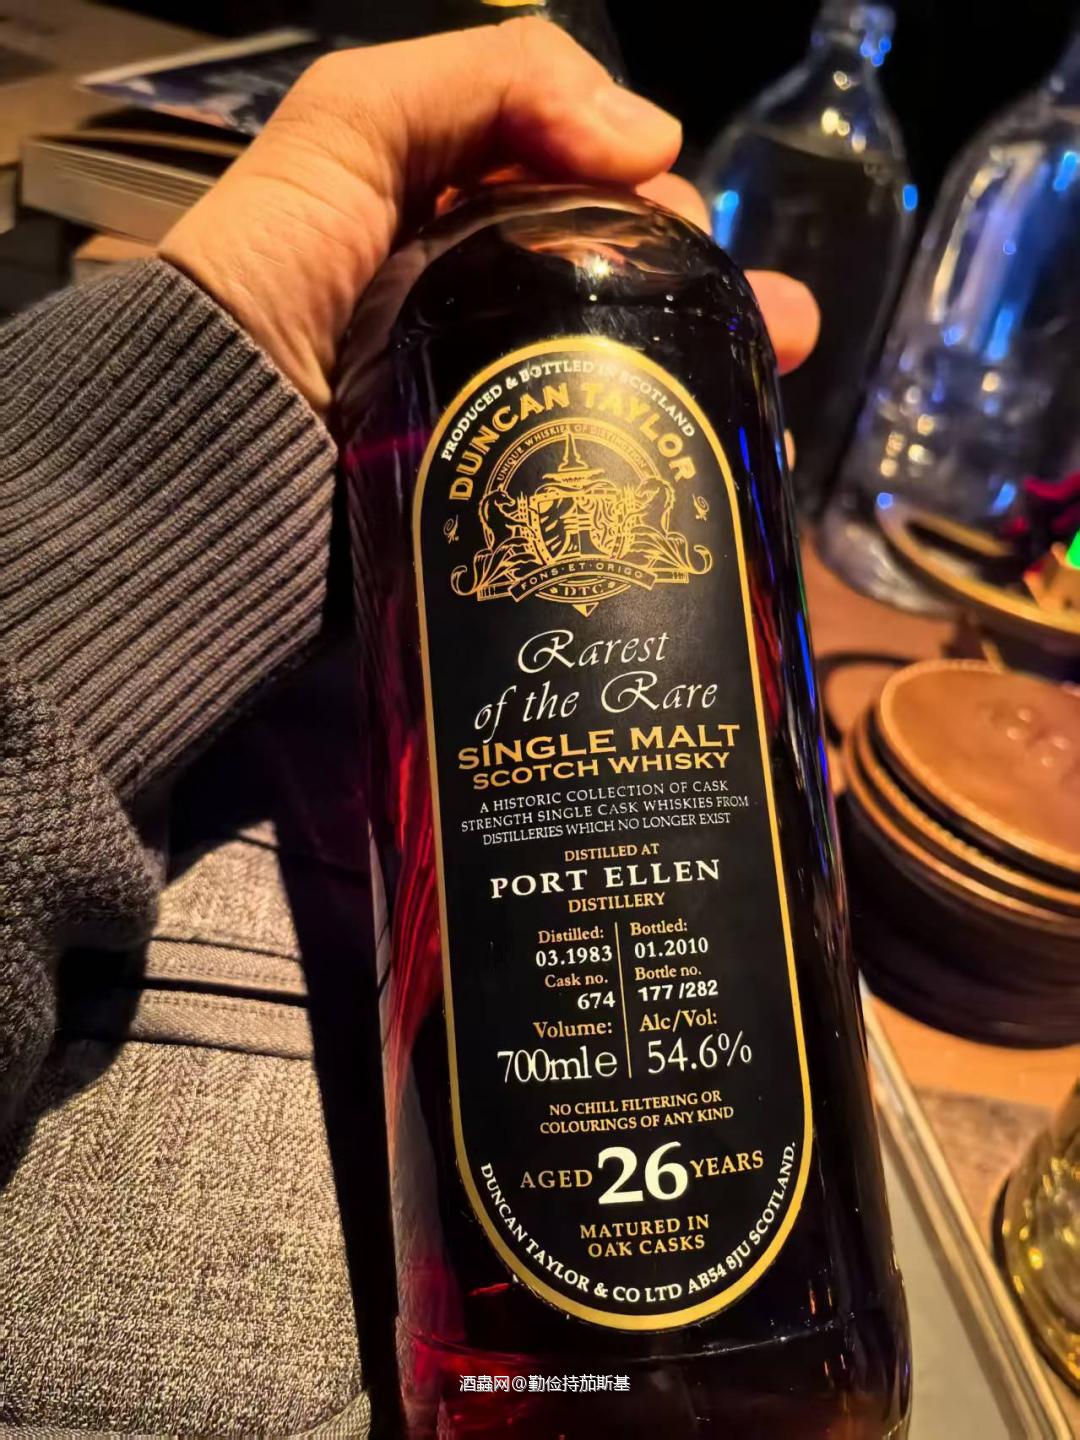 PRODUCED & BOTTLED IN SCOTLAND
DUNCAN TAYLOR
UNIQUE WHISKIES OF DISTINCTION
FONS·ET·ORIGO
DTC
Rarest
of the Rare
SINGLE MALT
SCOTCH WHISKY
A HISTORIC COLLECTION OF CASK
STRENGTH SINGLE CASK WHISKIES FROM
DISTILLERIES WHICH NO LONGER EXIST
DISTILLED AT
PORT ELLEN
DISTILLERY
Distilled: Bottled:
03.1983 01.2010
Cask no. Bottle no.
674 177 /282
Volume: Alc/Vol:
700ml e 54.6%
NO CHILL FILTERING OR
COLOURINGS OF ANY KIND
AGED 26 YEARS
MATURED IN
OAK CASKS
DUNCAN TAYLOR & CO LTD AB54 8JU SCOTLAND.
酒蟲网@勤俭持茄斯基